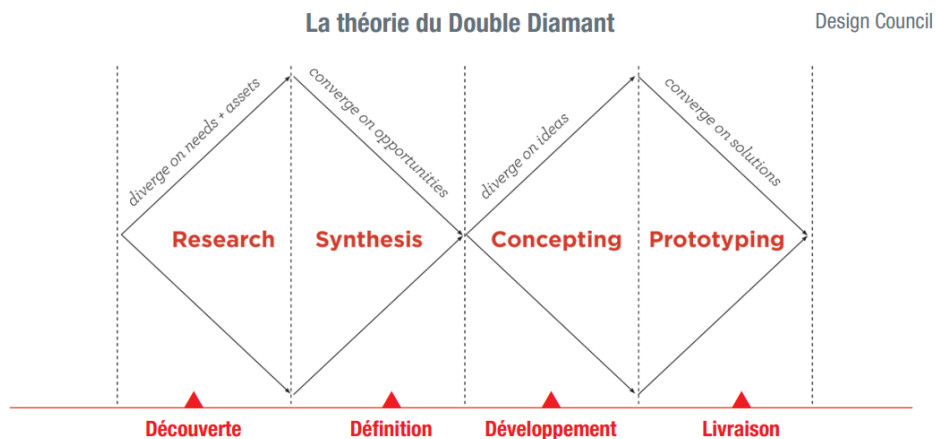 La théorie du Double Diamant
Design Council
diverge on needs + assets
converge on opportunities
diverge on ideas
converge on solutions
Research
Synthesis
Concepting
Prototyping
Découverte
Définition
Développement
Livraison